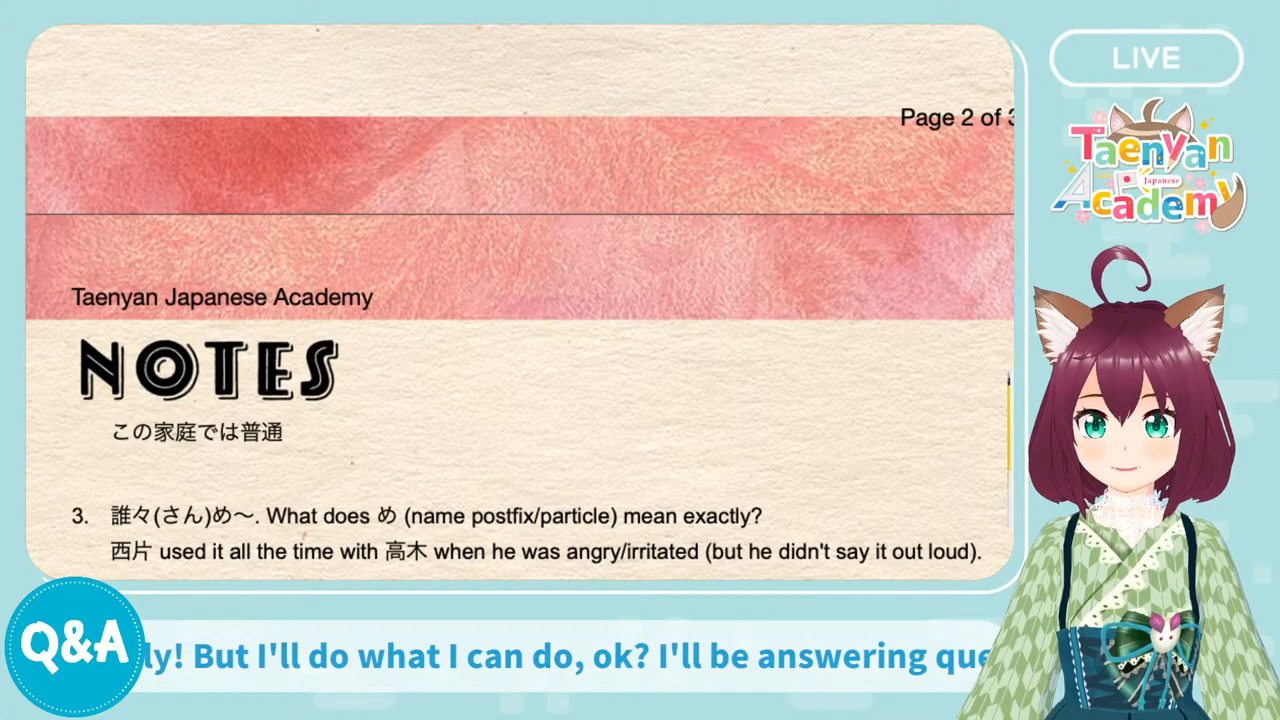 Page 2 of 3
Taenyan Japanese Academy
NOTES
この家庭では普通
3. 誰々(さん)め〜. What does め (name postfix/particle) mean exactly?
西片 used it all the time with 高木 when he was angry/irritated (but he didn't say it out loud).
Q&A
ly! But I'll do what I can do, ok? I'll be answering que
LIVE
Taenyan
Japanese
Academy